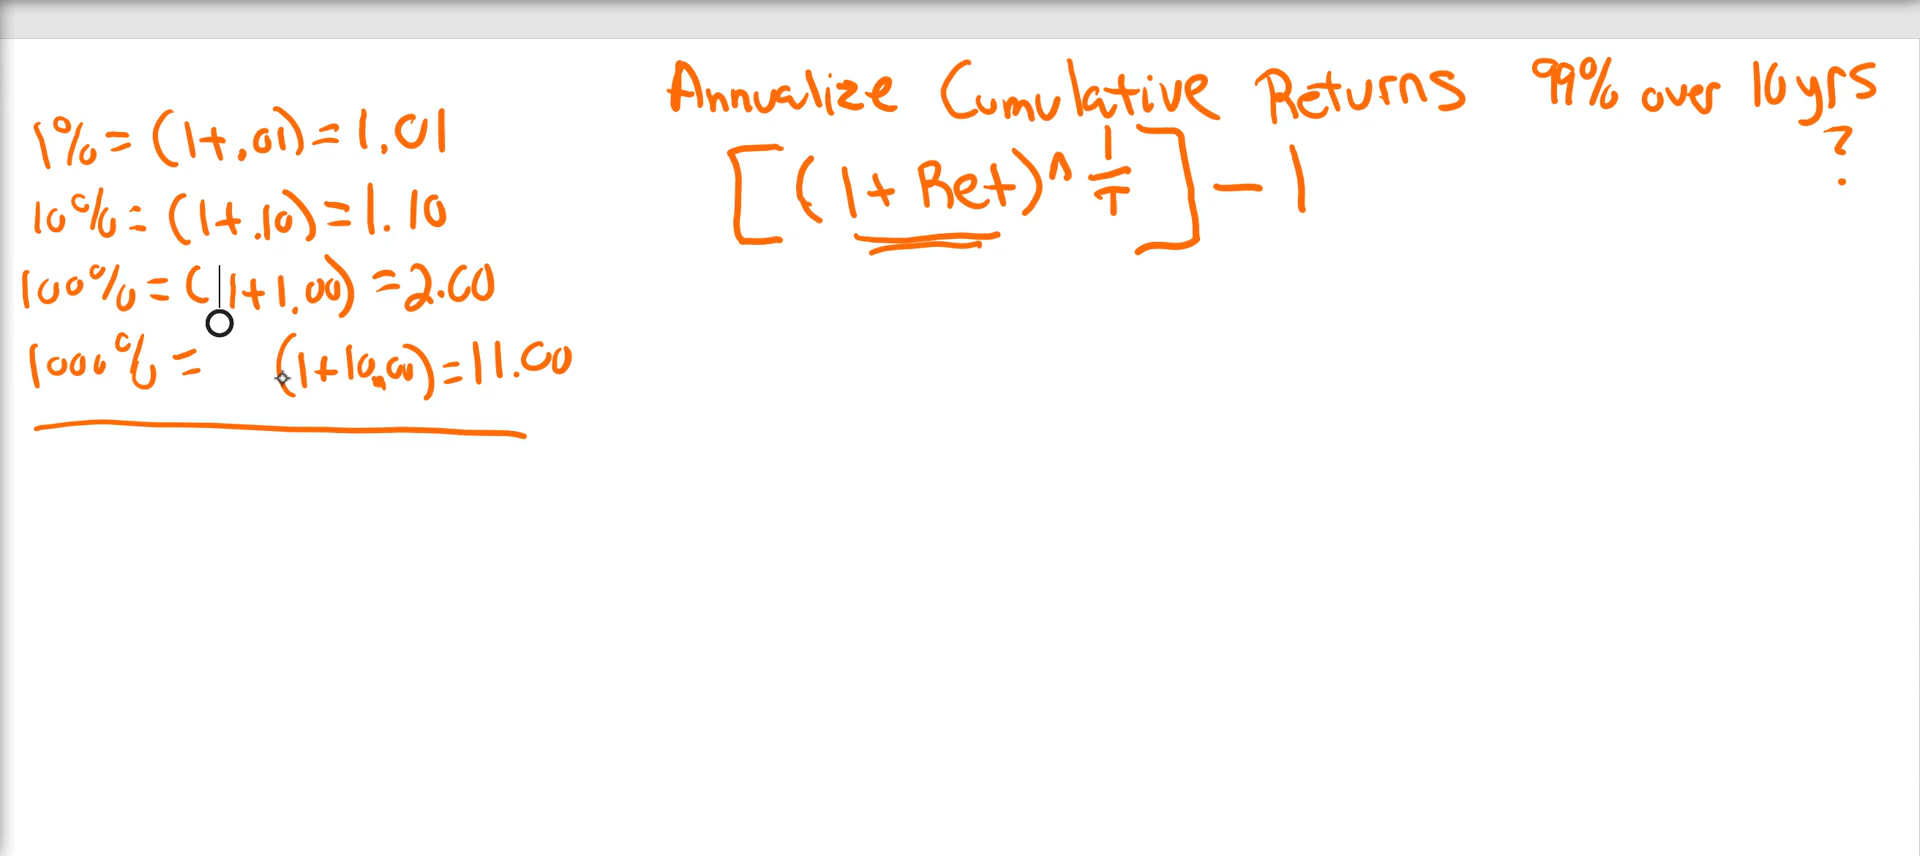 Annualize Cumulative Returns 99% over 10 yrs ?
[(1 + Ret)^ 1/T] - 1
1% = (1+.01) = 1.01
10% = (1+.10) = 1.10
100% = (1+1.00) = 2.00
1000% = (1+10.00) = 11.00